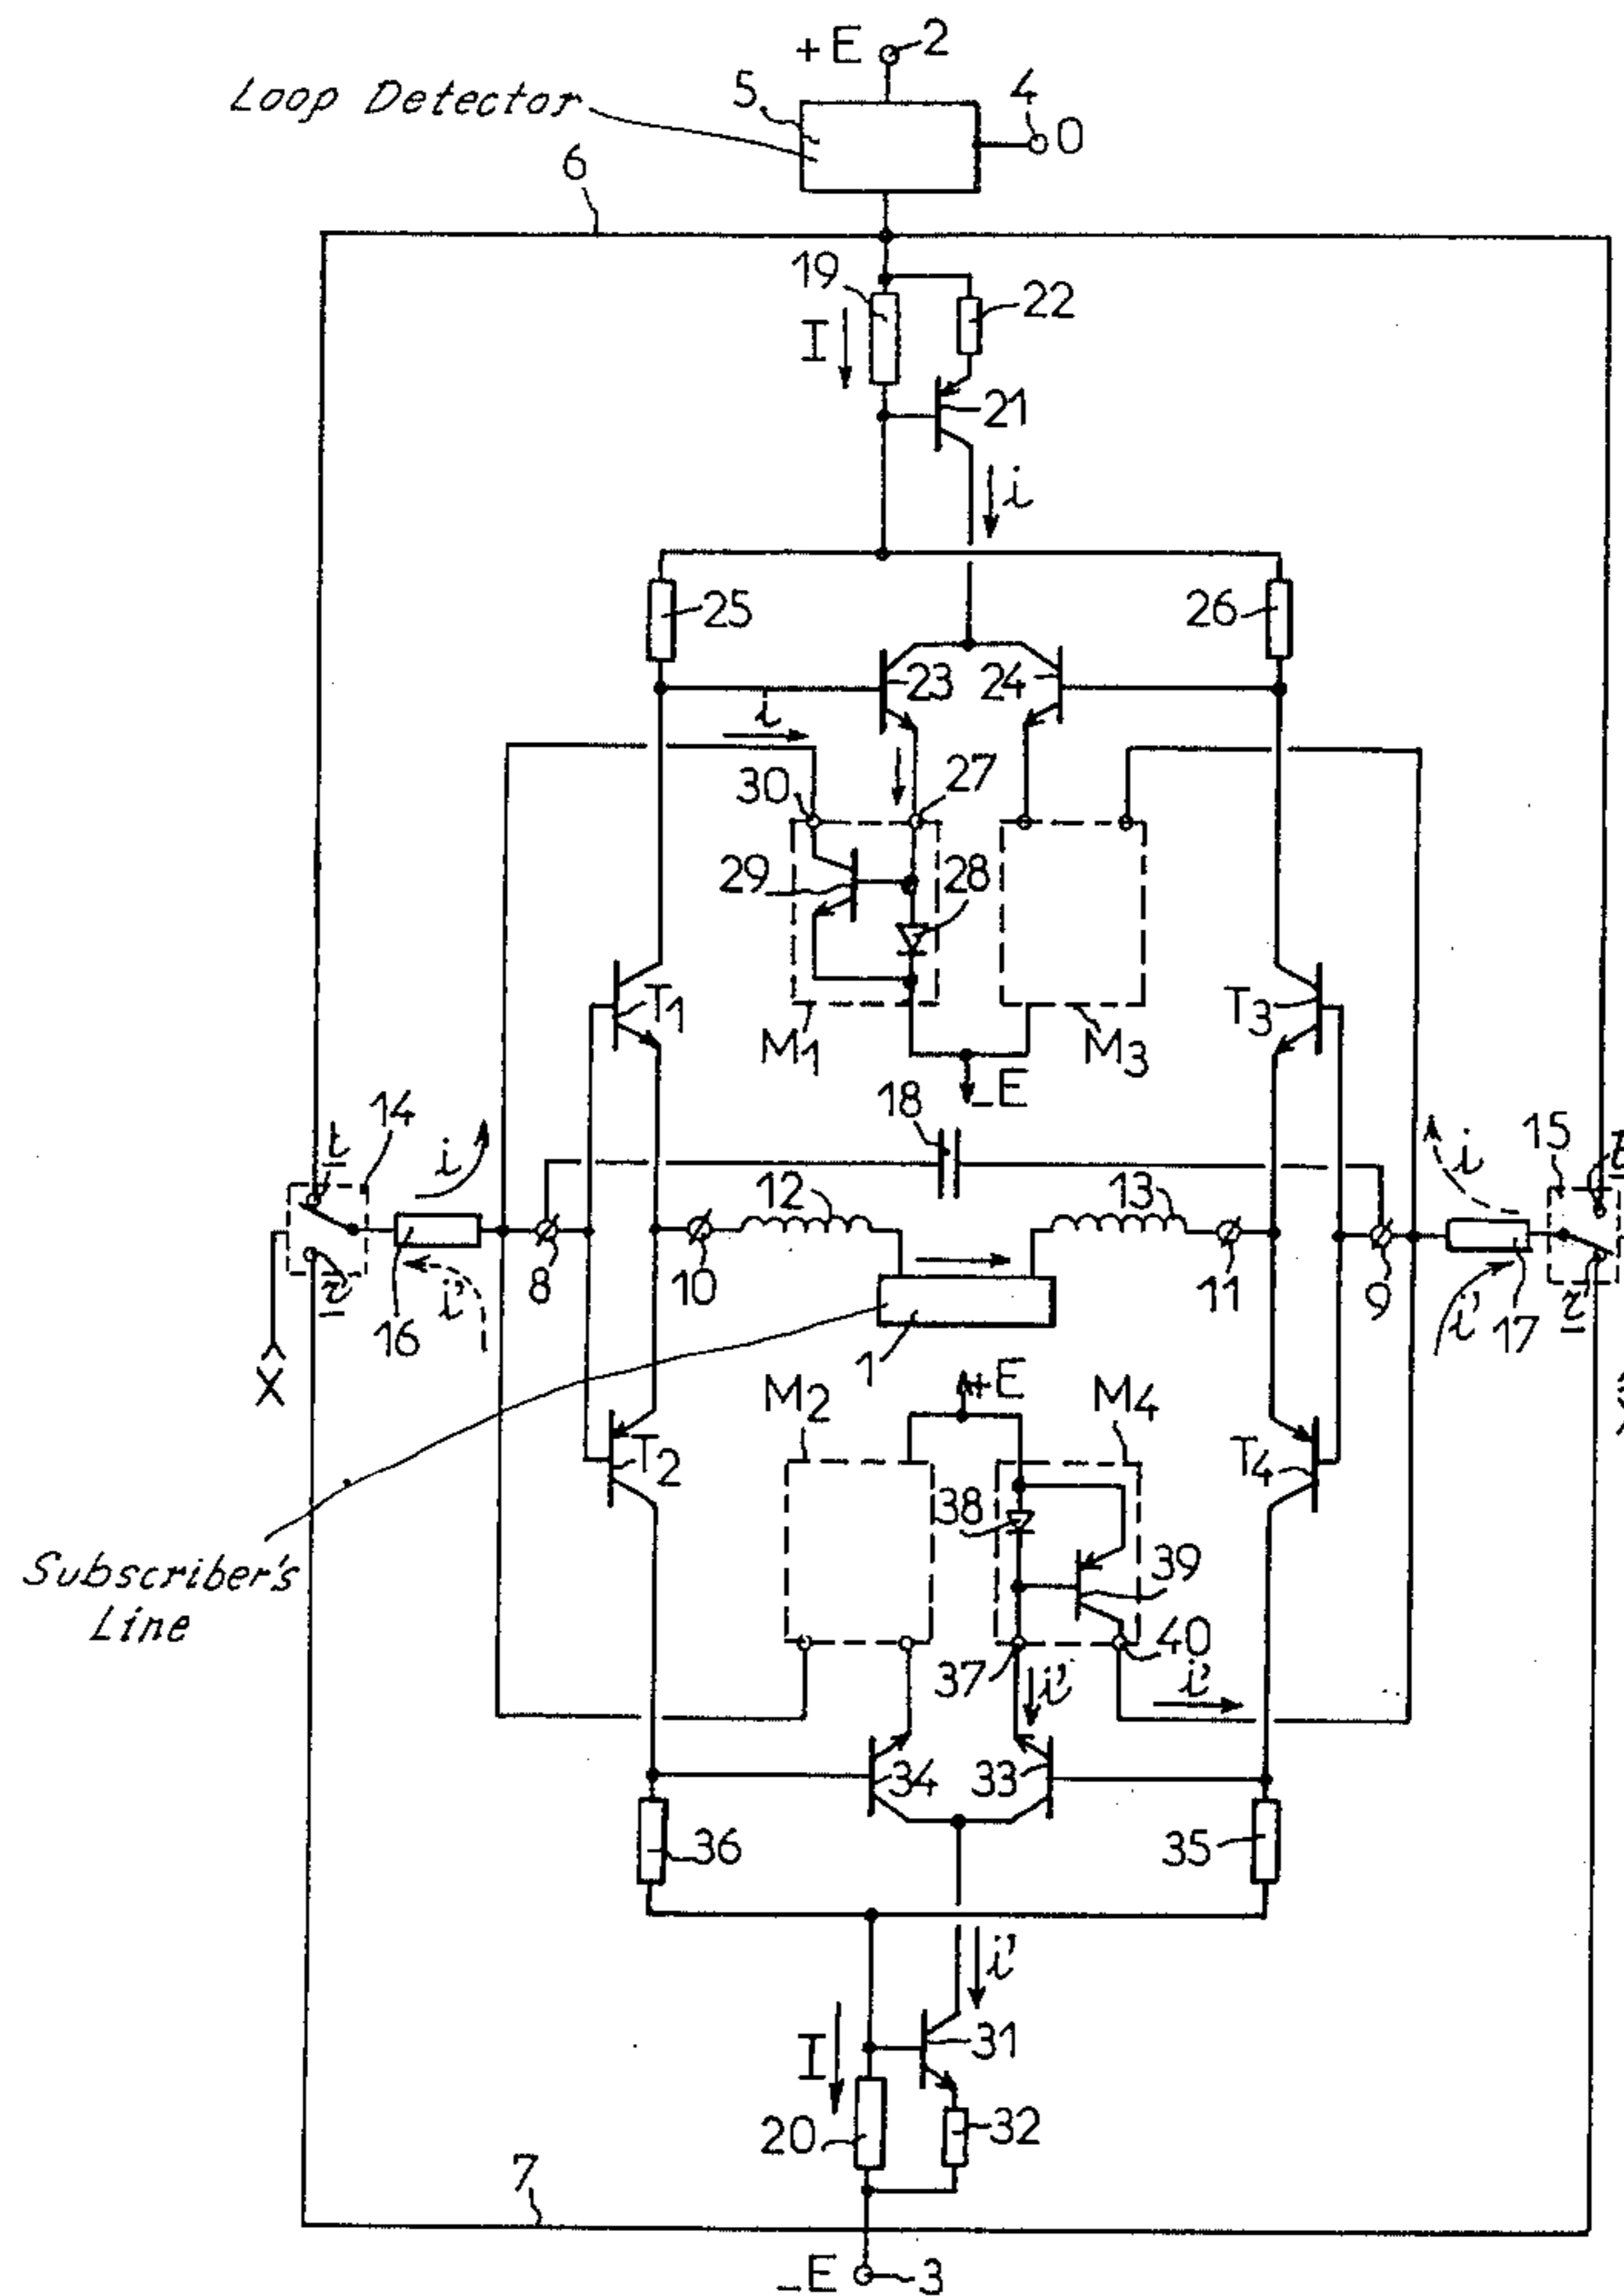 +E 2
Loop Detector 5 4 0
6
19 22
I
21
i
25 26
23 24
i
30 27
29 28
T1 T3
M1 M3
-E
14 t i 18 i 15 t
12 13
8 10 11 9
r i' 16 1 i' 17 r
X
M2 +E M4
T2 T4
38 39
Subscriber's
Line
37 40
i' i'
34 33
36 35
i'
I 31
20 32
7
-E 3